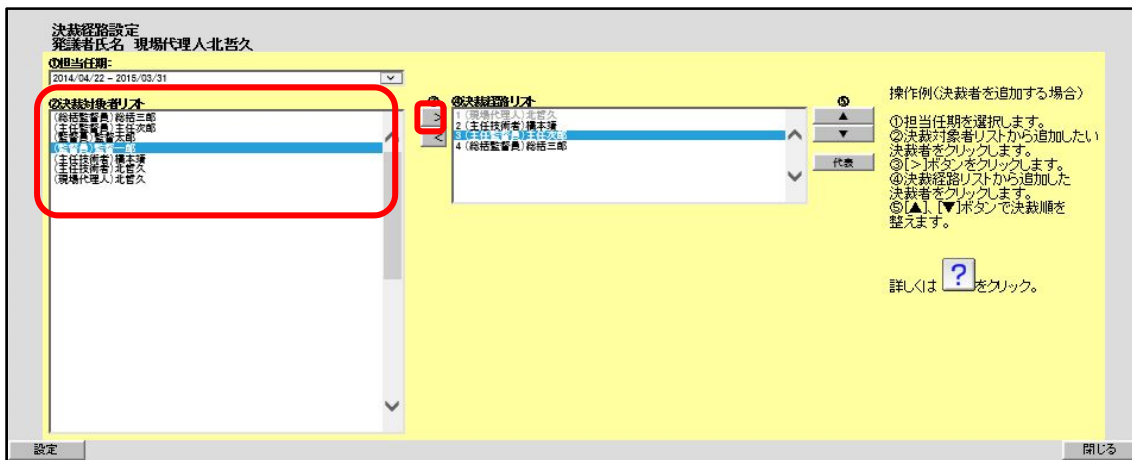 決裁経路設定
発議者氏名 現場代理人:北哲久
①担当任期:
2014/04/22 - 2015/03/31
②決裁対象者リスト
(総括監督員)総括三郎
(主任監督員)主任次郎
(監督員)監督太郎
(監督員)監督一郎
(主任技術者)橋本靖
(主任技術者)北哲久
(現場代理人)北哲久
③
>
<
④決裁経路リスト
1 (現場代理人)北哲久
2 (主任技術者)橋本靖
3 (主任監督員)主任次郎
4 (総括監督員)総括三郎
⑤
▲
▼
代表
操作例(決裁者を追加する場合)
①担当任期を選択します。
②決裁対象者リストから追加したい
決裁者をクリックします。
③[>]ボタンをクリックします。
④決裁経路リストから追加した
決裁者をクリックします。
⑤[▲]、[▼]ボタンで決裁順を
整えます。
詳しくは ? をクリック。
設定
閉じる